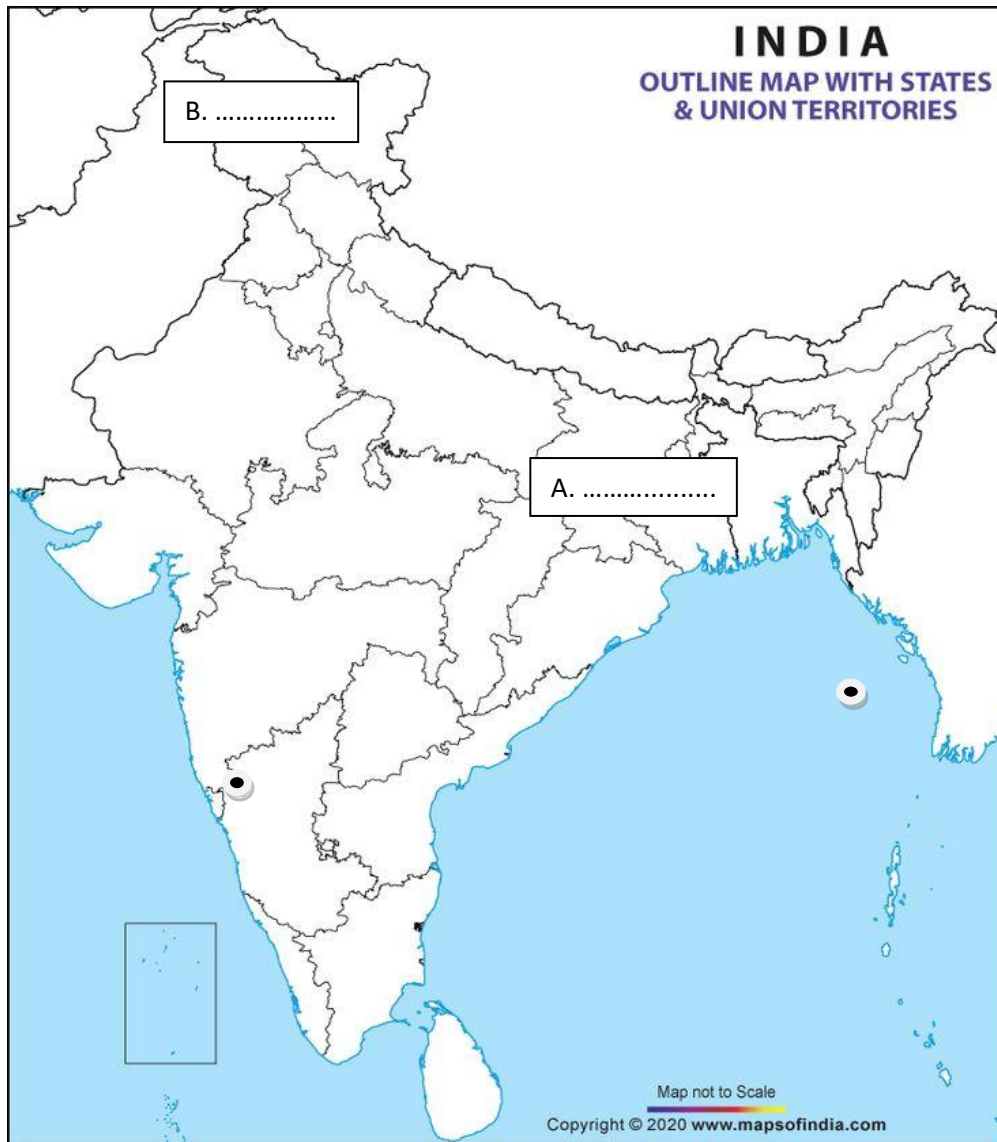 INDIA
OUTLINE MAP WITH STATES
& UNION TERRITORIES
B. ..................
A. ....................
Map not to Scale
Copyright © 2020 www.mapsofindia.com